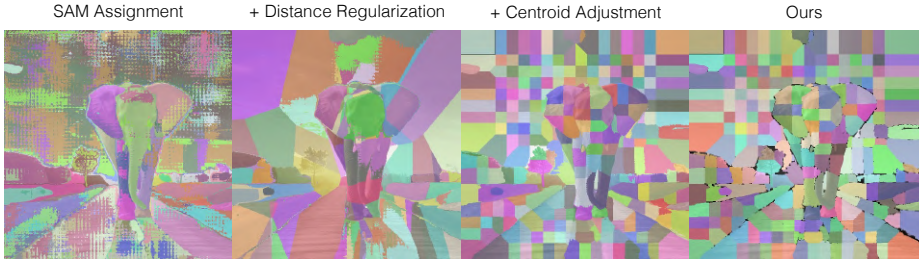 SAM Assignment
+ Distance Regularization
+ Centroid Adjustment
Ours